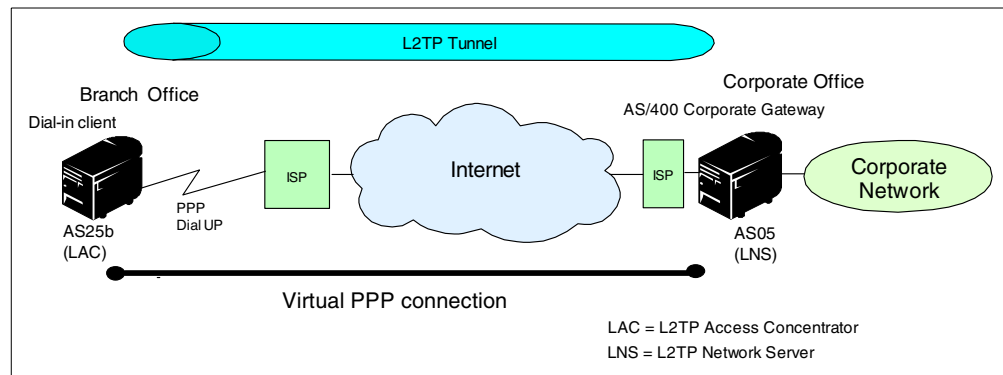 L2TP Tunnel
Branch Office
Dial-in client
AS25b
(LAC)
PPP
Dial UP
ISP
Internet
ISP
Corporate Office
AS/400 Corporate Gateway
AS05
(LNS)
Corporate
Network
Virtual PPP connection
LAC = L2TP Access Concentrator
LNS = L2TP Network Server